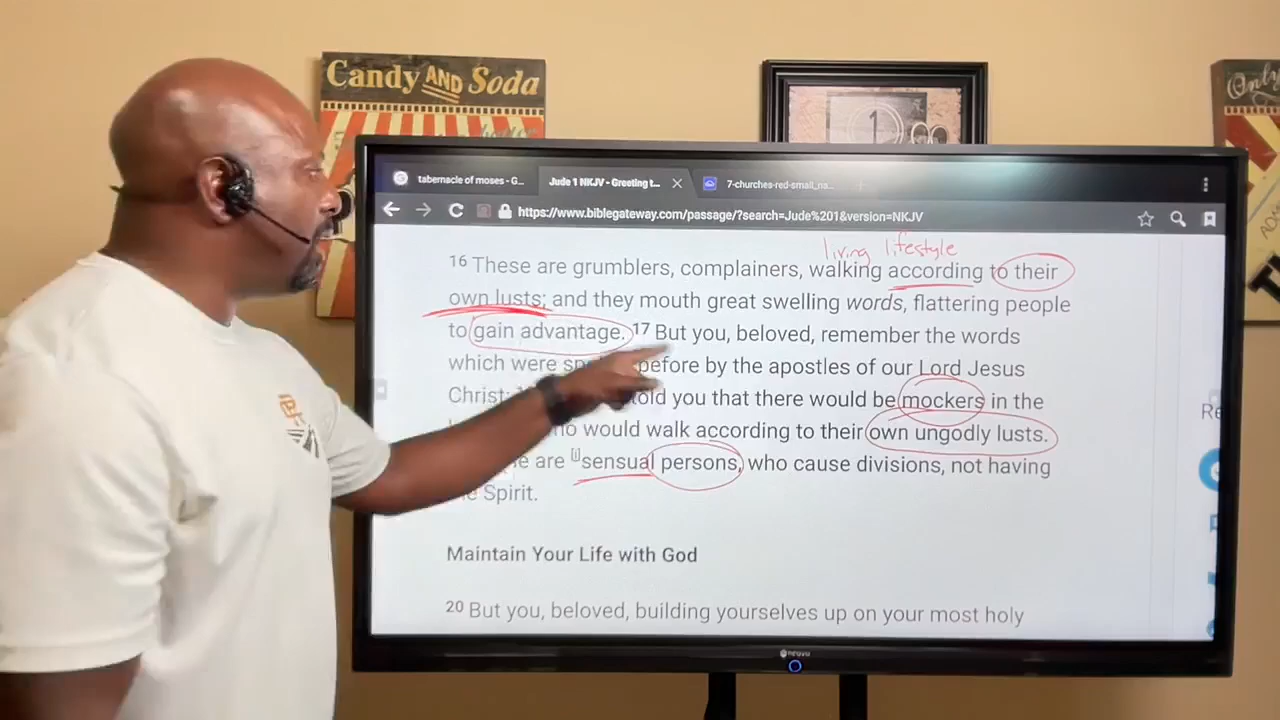 Candy AND Soda
Only
1
tabernacle of moses - G...
Jude 1 NKJV - Greeting t...
7-churches-red-small_na...
https://www.biblegateway.com/passage/?search=Jude%201&version=NKJV
living lifestyle
16 These are grumblers, complainers, walking according to their
own lusts; and they mouth great swelling words, flattering people
to gain advantage. 17 But you, beloved, remember the words
which were before by the apostles of our Lord Jesus
Christ: told you that there would be mockers in the
who would walk according to their own ungodly lusts.
are [j]sensual persons, who cause divisions, not having
Spirit.
Re
Maintain Your Life with God
20 But you, beloved, building yourselves up on your most holy